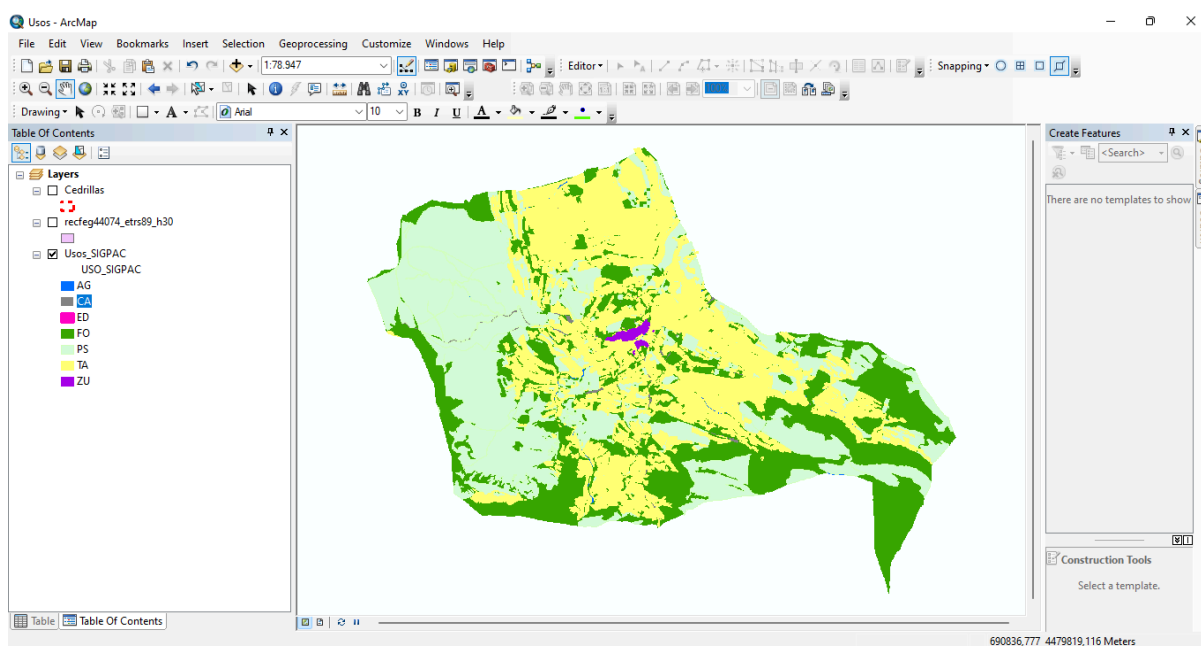 Usos - ArcMap
File Edit View Bookmarks Insert Selection Geoprocessing Customize Windows Help
1:78.947 Editor Snapping
Drawing A Arial 10 B I U A
Table Of Contents
Layers
Cedrillas
recfeg44074_etrs89_h30
Usos_SIGPAC
USO_SIGPAC
AG
CA
ED
FO
PS
TA
ZU
Table Table Of Contents
Create Features
<Search>
There are no templates to show
Construction Tools
Select a template.
690836,777 4479819,116 Meters